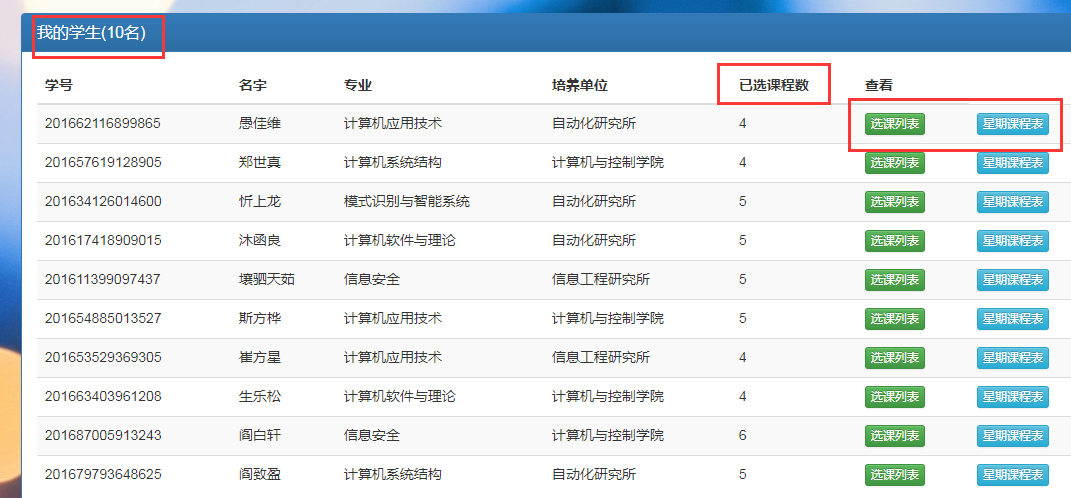 我的学生(10名)
学号 名字 专业 培养单位 已选课程数 查看
201662116899865 愚佳维 计算机应用技术 自动化研究所 4 选课列表 星期课程表
201657619128905 郑世真 计算机系统结构 计算机与控制学院 4 选课列表 星期课程表
201634126014600 忻上龙 模式识别与智能系统 自动化研究所 5 选课列表 星期课程表
201617418909015 沐函良 计算机软件与理论 自动化研究所 5 选课列表 星期课程表
201611399097437 壤驷天茹 信息安全 信息工程研究所 5 选课列表 星期课程表
201654885013527 斯方桦 计算机应用技术 计算机与控制学院 5 选课列表 星期课程表
201653529369305 崔方星 计算机应用技术 信息工程研究所 4 选课列表 星期课程表
201663403961208 生乐松 计算机软件与理论 计算机与控制学院 4 选课列表 星期课程表
201687005913243 阎白轩 信息安全 计算机与控制学院 6 选课列表 星期课程表
201679793648625 阎致盈 计算机系统结构 自动化研究所 5 选课列表 星期课程表